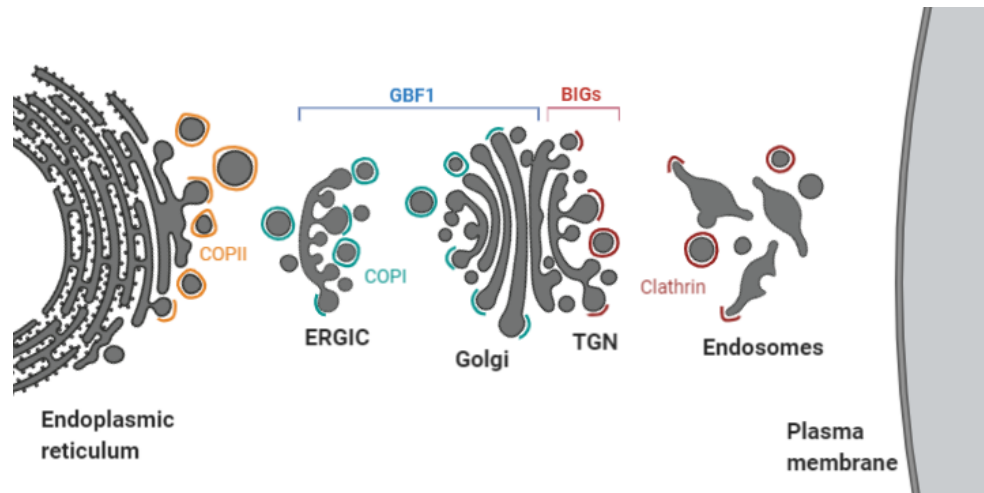 GBF1
BIGs
COPII
COPI
Clathrin
ERGIC
Golgi
TGN
Endosomes
Endoplasmic
reticulum
Plasma
membrane